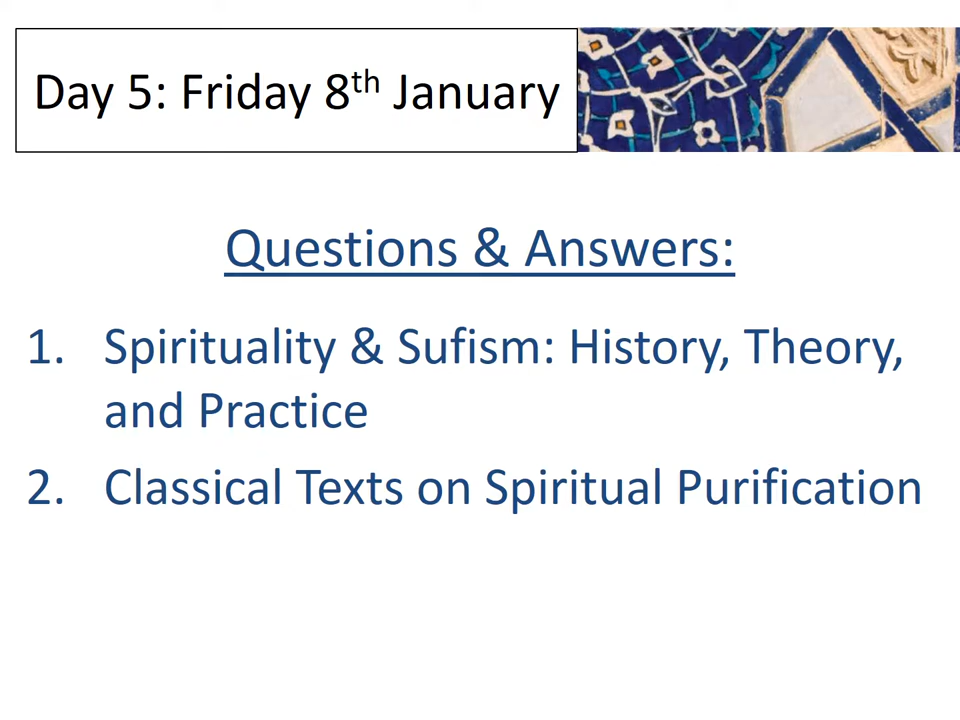 Day 5: Friday 8th January
Questions & Answers:
1. Spirituality & Sufism: History, Theory,
and Practice
2. Classical Texts on Spiritual Purification